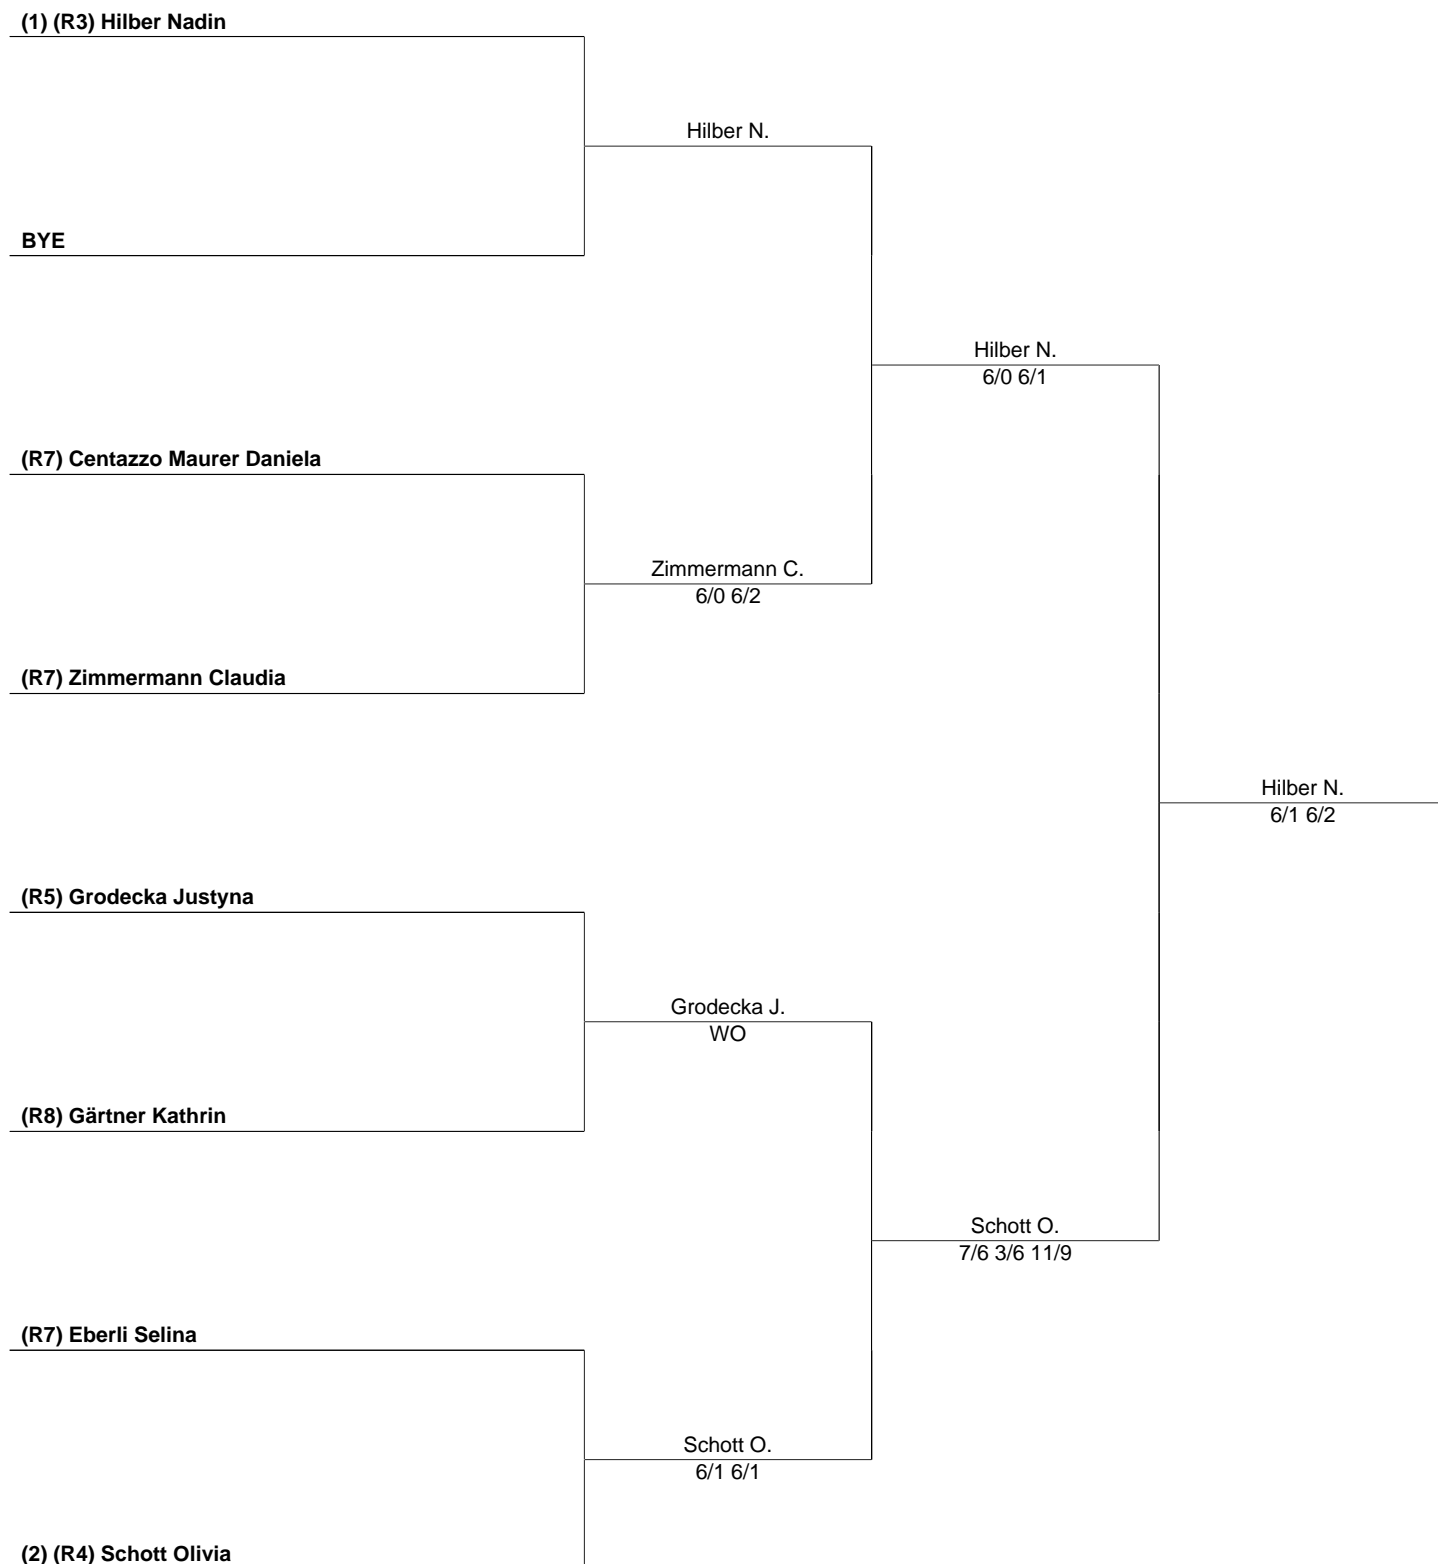 (1) (R3) Hilber Nadin
Hilber N.
BYE
Hilber N.
6/0 6/1
(R7) Centazzo Maurer Daniela
Zimmermann C.
6/0 6/2
(R7) Zimmermann Claudia
Hilber N.
6/1 6/2
(R5) Grodecka Justyna
Grodecka J.
WO
(R8) Gärtner Kathrin
Schott O.
7/6 3/6 11/9
(R7) Eberli Selina
Schott O.
6/1 6/1
(2) (R4) Schott Olivia